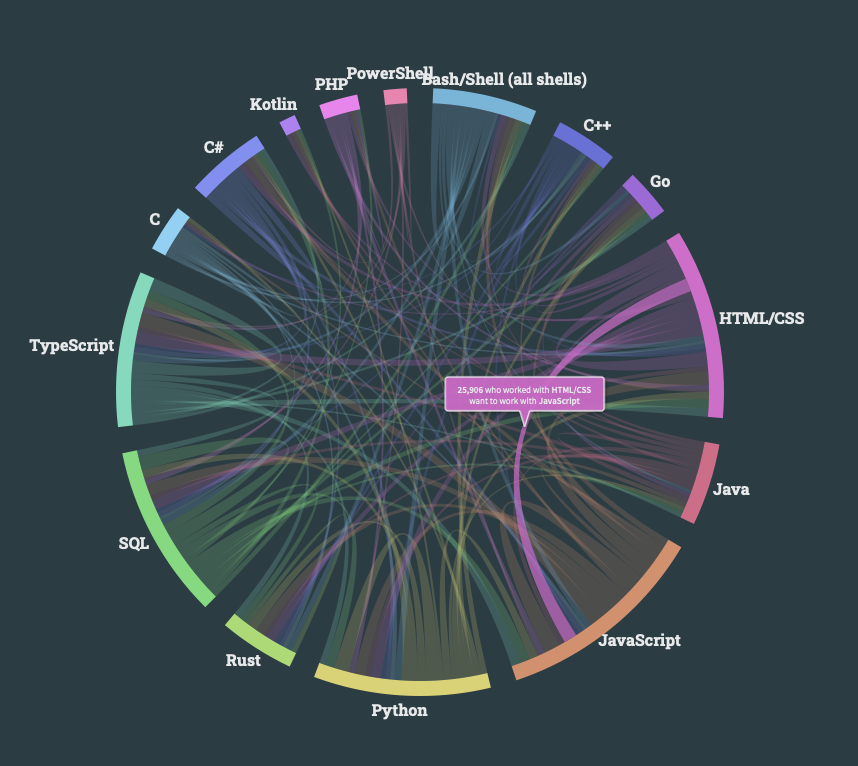 PowerShell
Bash/Shell (all shells)
PHP
Kotlin
C++
C#
Go
C
HTML/CSS
TypeScript
25,906 who worked with HTML/CSS
want to work with JavaScript
Java
SQL
JavaScript
Rust
Python